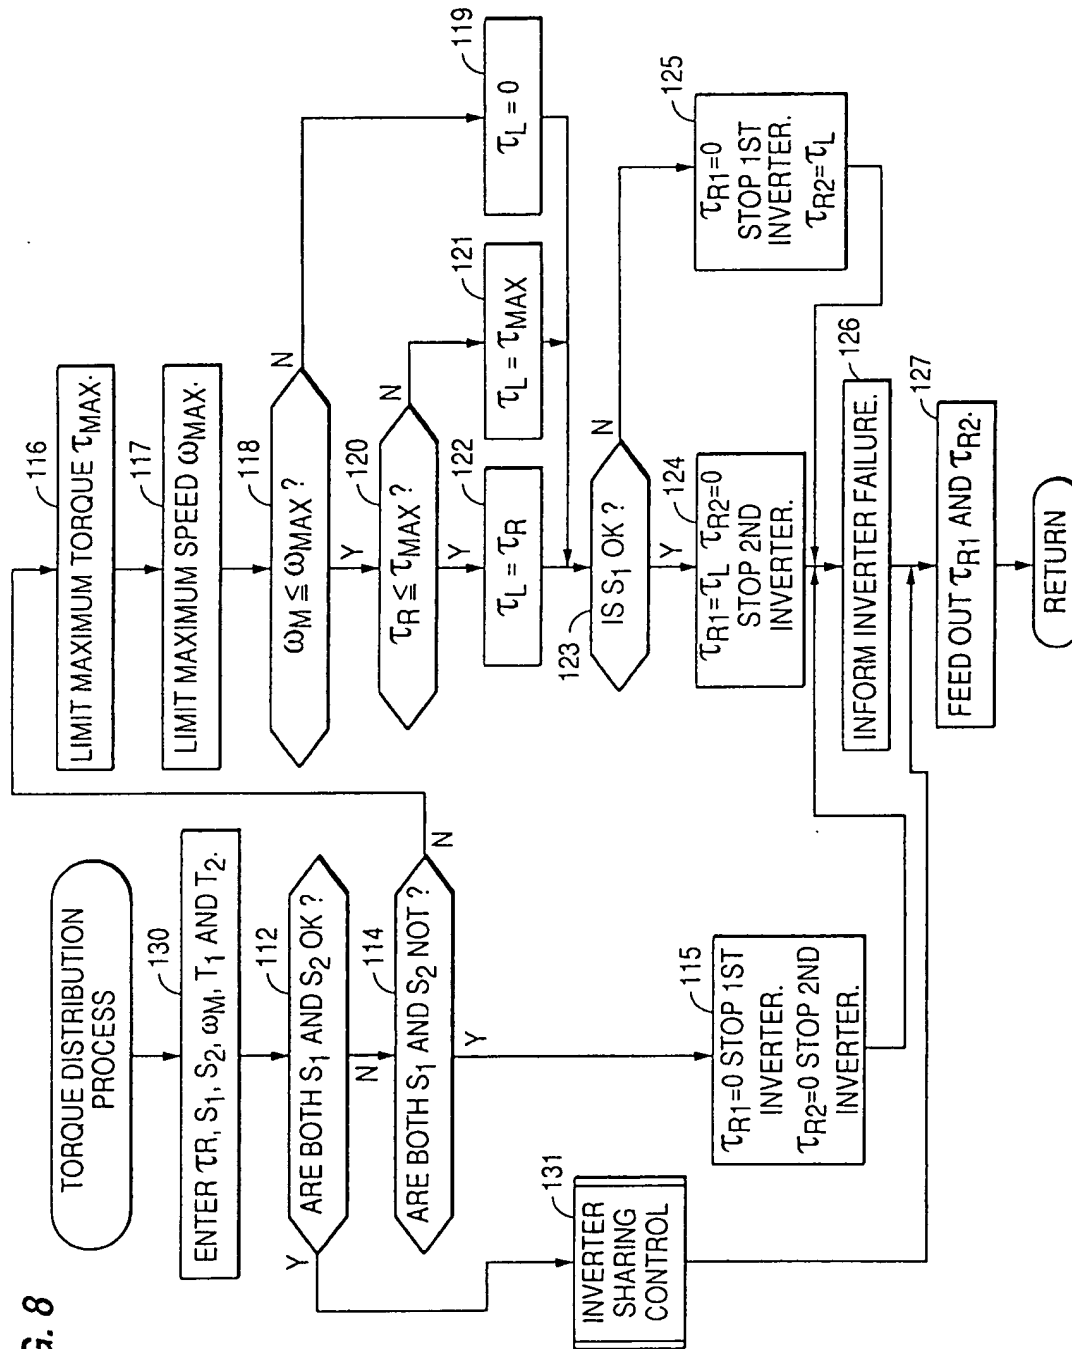 TORQUE DISTRIBUTION
PROCESS
130
ENTER τR, S1, S2, ωM, T1 AND T2.
112
ARE BOTH S1 AND S2 OK ?
Y
N
114
ARE BOTH S1 AND S2 NOT ?
N
Y
131
INVERTER
SHARING
CONTROL
115
τR1=0 STOP 1ST
INVERTER.
τR2=0 STOP 2ND
INVERTER.
116
LIMIT MAXIMUM TORQUE τMAX.
117
LIMIT MAXIMUM SPEED ωMAX.
118
ωM ≦ ωMAX ?
N
Y
120
τR ≦ τMAX ?
N
Y
122
τL = τR
121
τL = τMAX
119
τL = 0
123
IS S1 OK ?
N
Y
124
τR1=τL τR2=0
STOP 2ND
INVERTER.
125
τR1=0
STOP 1ST
INVERTER.
τR2=τL
126
INFORM INVERTER FAILURE.
127
FEED OUT τR1 AND τR2.
RETURN
G. 8